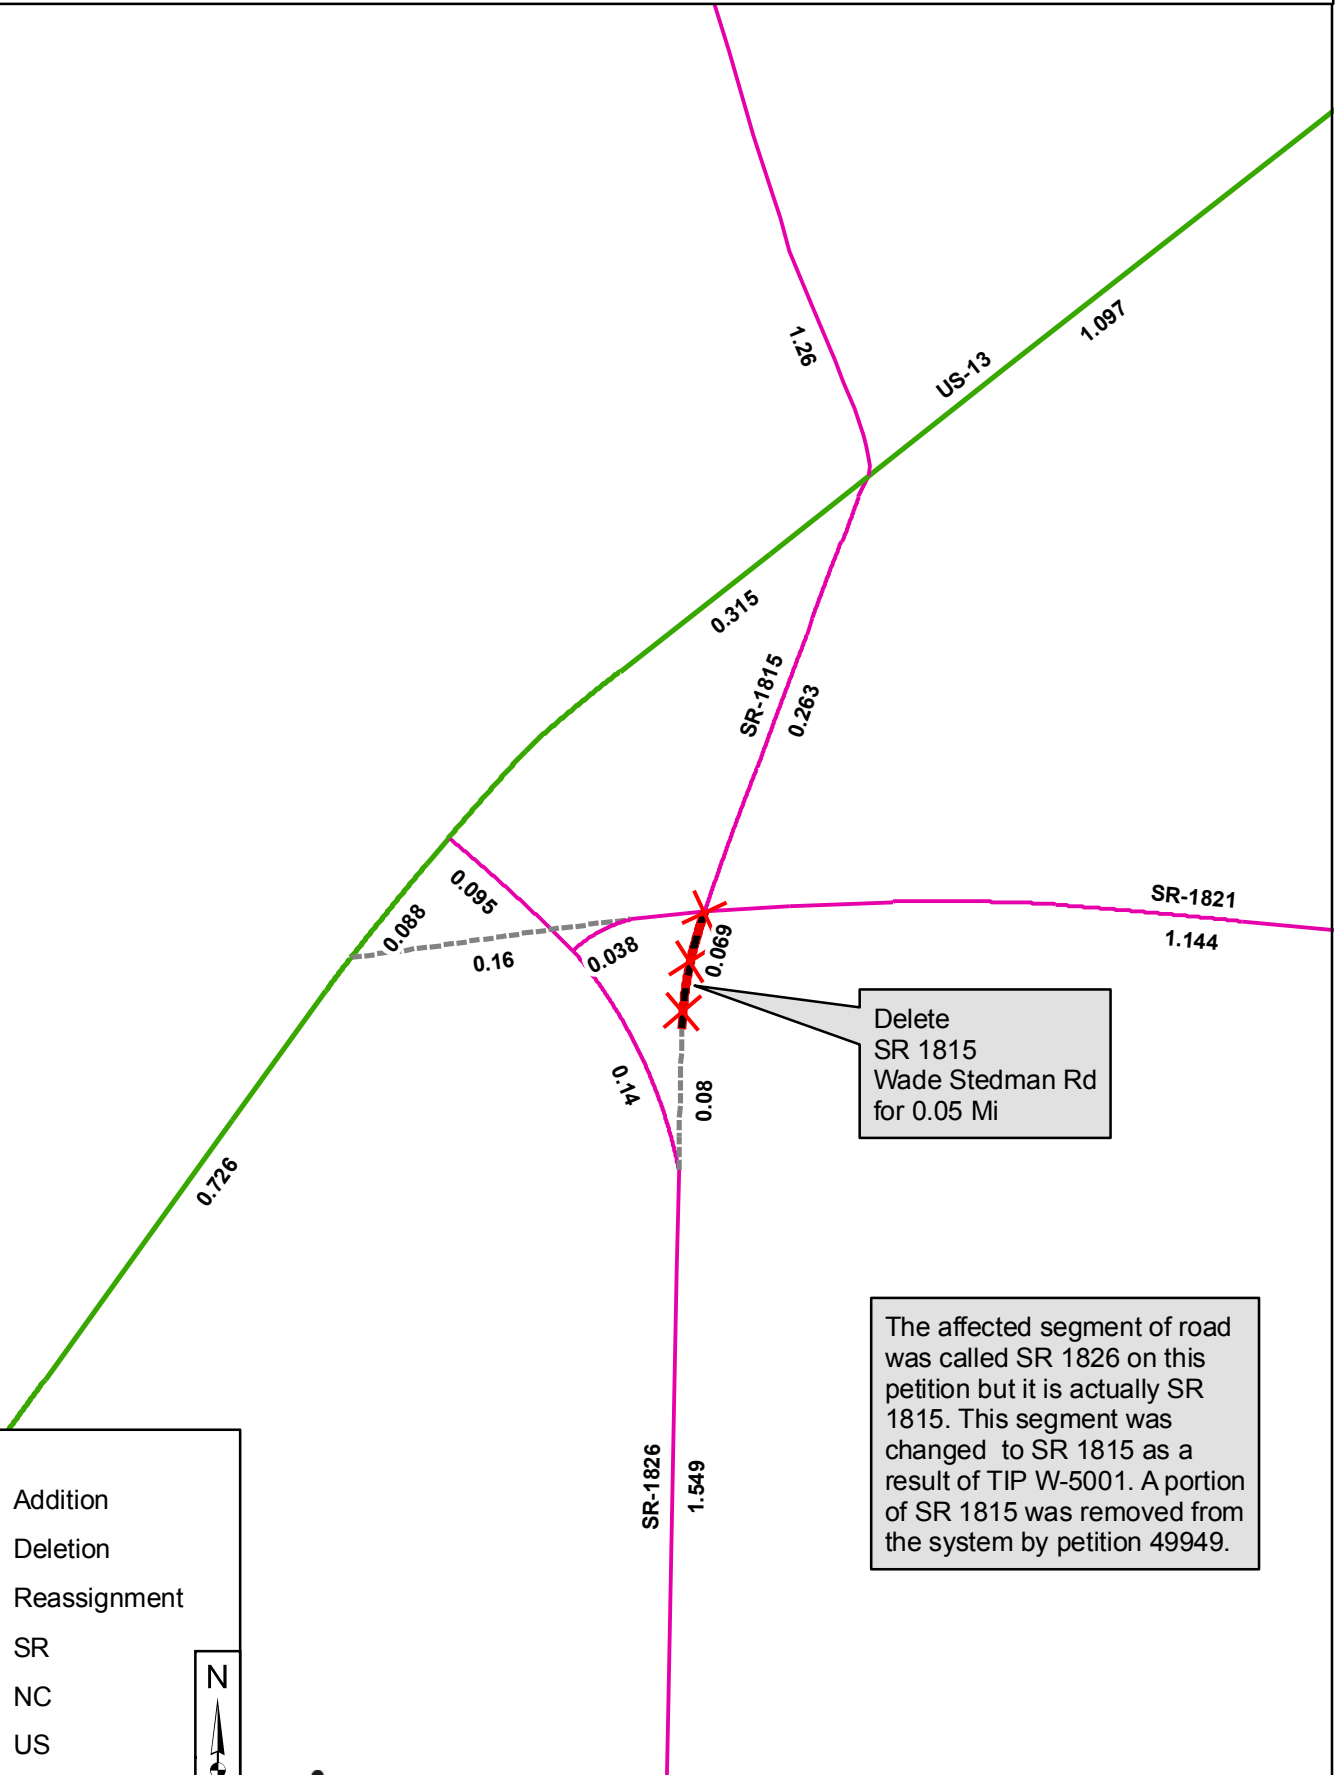 1.26
US-13
1.097
0.315
SR-1815
0.263
0.095
0.088
0.16
0.038
0.069
SR-1821
1.144
Delete
SR 1815
Wade Stedman Rd
for 0.05 Mi
0.14
0.08
0.726
The affected segment of road
was called SR 1826 on this
petition but it is actually SR
1815. This segment was
changed to SR 1815 as a
result of TIP W-5001. A portion
of SR 1815 was removed from
the system by petition 49949.
SR-1826
1.549
Addition
Deletion
Reassignment
SR
NC
US
N